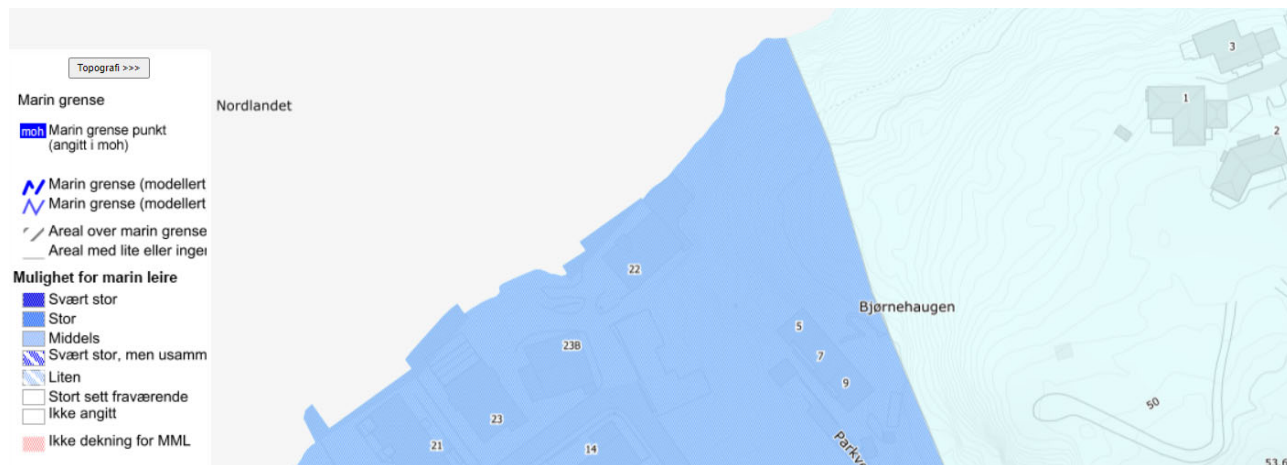 Topografi >>>
Marin grense
moh Marin grense punkt
(angitt i moh)
Marin grense (modellert
Marin grense (modellert
Areal over marin grense
Areal med lite eller inger
Mulighet for marin leire
Svært stor
Stor
Middels
Svært stor, men usamm
Liten
Stort sett fraværende
Ikke angitt
Ikke dekning for MML
Nordlandet
3
1
2
22
Bjørnehaugen
5
7
9
23B
23
21
14
50